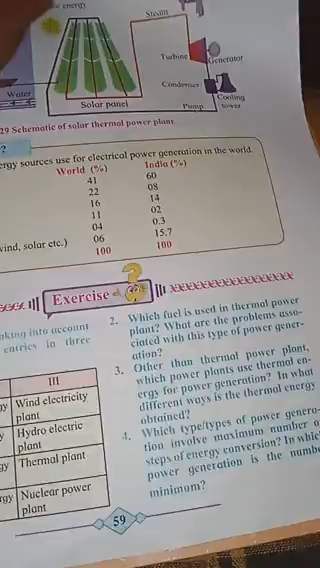 energy
Steam
Turbine
Generator
Water
Condenser
Solar panel
Pump
Cooling
tower
29 Schematic of solar thermal power plant
?
ergy sources use for electrical power generation in the world.
World (%) India (%)
41 60
22 08
16 14
11 02
04 0.3
wind, solar etc.) 06 15.7
100 100
Exercise
aking into account
entries in three
III
gy Wind electricity
plant
y Hydro electric
plant
gy Thermal plant
rgy Nuclear power
plant
2. Which fuel is used in thermal power
plant? What are the problems asso-
ciated with this type of power gener-
ation?
3. Other than thermal power plant,
which power plants use thermal en-
ergy for power generation? In what
different ways is the thermal energy
obtained?
4. Which type/types of power genera-
tion involve maximum number o
steps of energy conversion? In whic
power generation is the numbe
minimum?
59